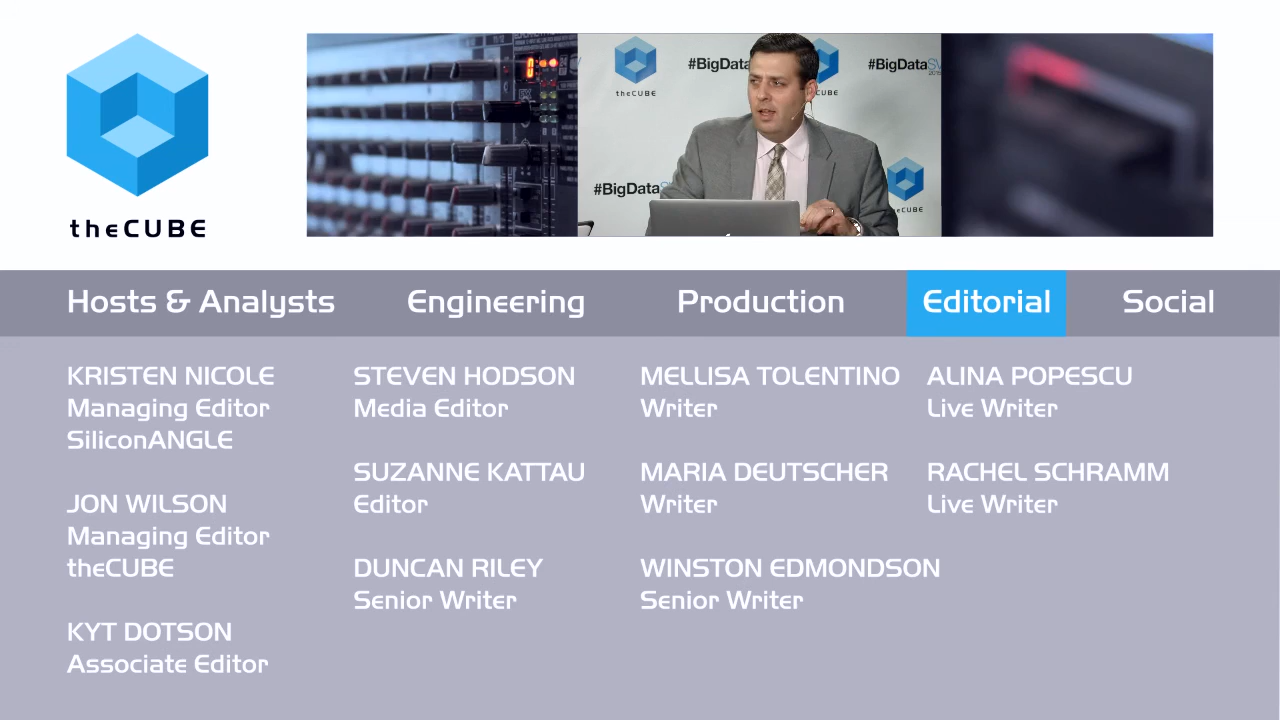 theCUBE
#BigData
theCUBE
#BigDataSV
2015
#BigData
Hosts & Analysts
Engineering
Production
Editorial
Social
KRISTEN NICOLE
Managing Editor
SiliconANGLE
JON WILSON
Managing Editor
theCUBE
KYT DOTSON
Associate Editor
STEVEN HODSON
Media Editor
SUZANNE KATTAU
Editor
DUNCAN RILEY
Senior Writer
MELLISA TOLENTINO
Writer
MARIA DEUTSCHER
Writer
WINSTON EDMONDSON
Senior Writer
ALINA POPESCU
Live Writer
RACHEL SCHRAMM
Live Writer